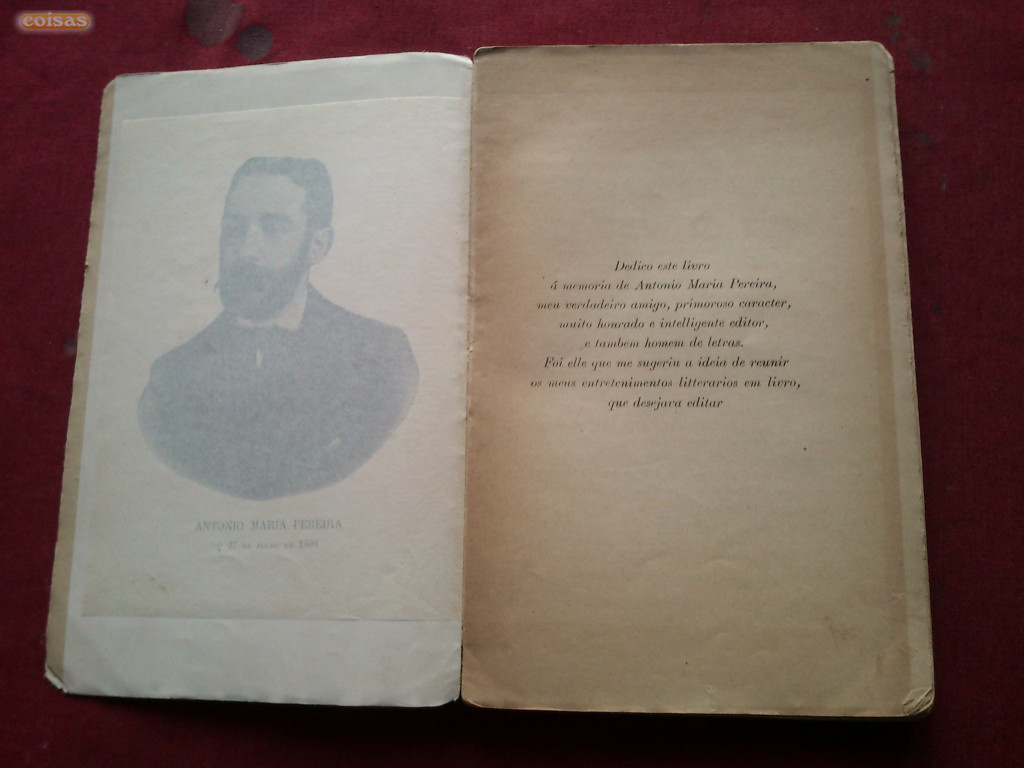 coisas
ANTONIO MARIA PEREIRA
DE
DE
Dedico este livro
á memoria de Antonio Maria Pereira,
meu verdadeiro amigo, primoroso caracter,
muito honrado e intelligente editor,
e tambem homem de letras.
Foi elle que me sugeriu a ideia de reunir
os meus entretenimentos litterarios em livro,
que desejava editar